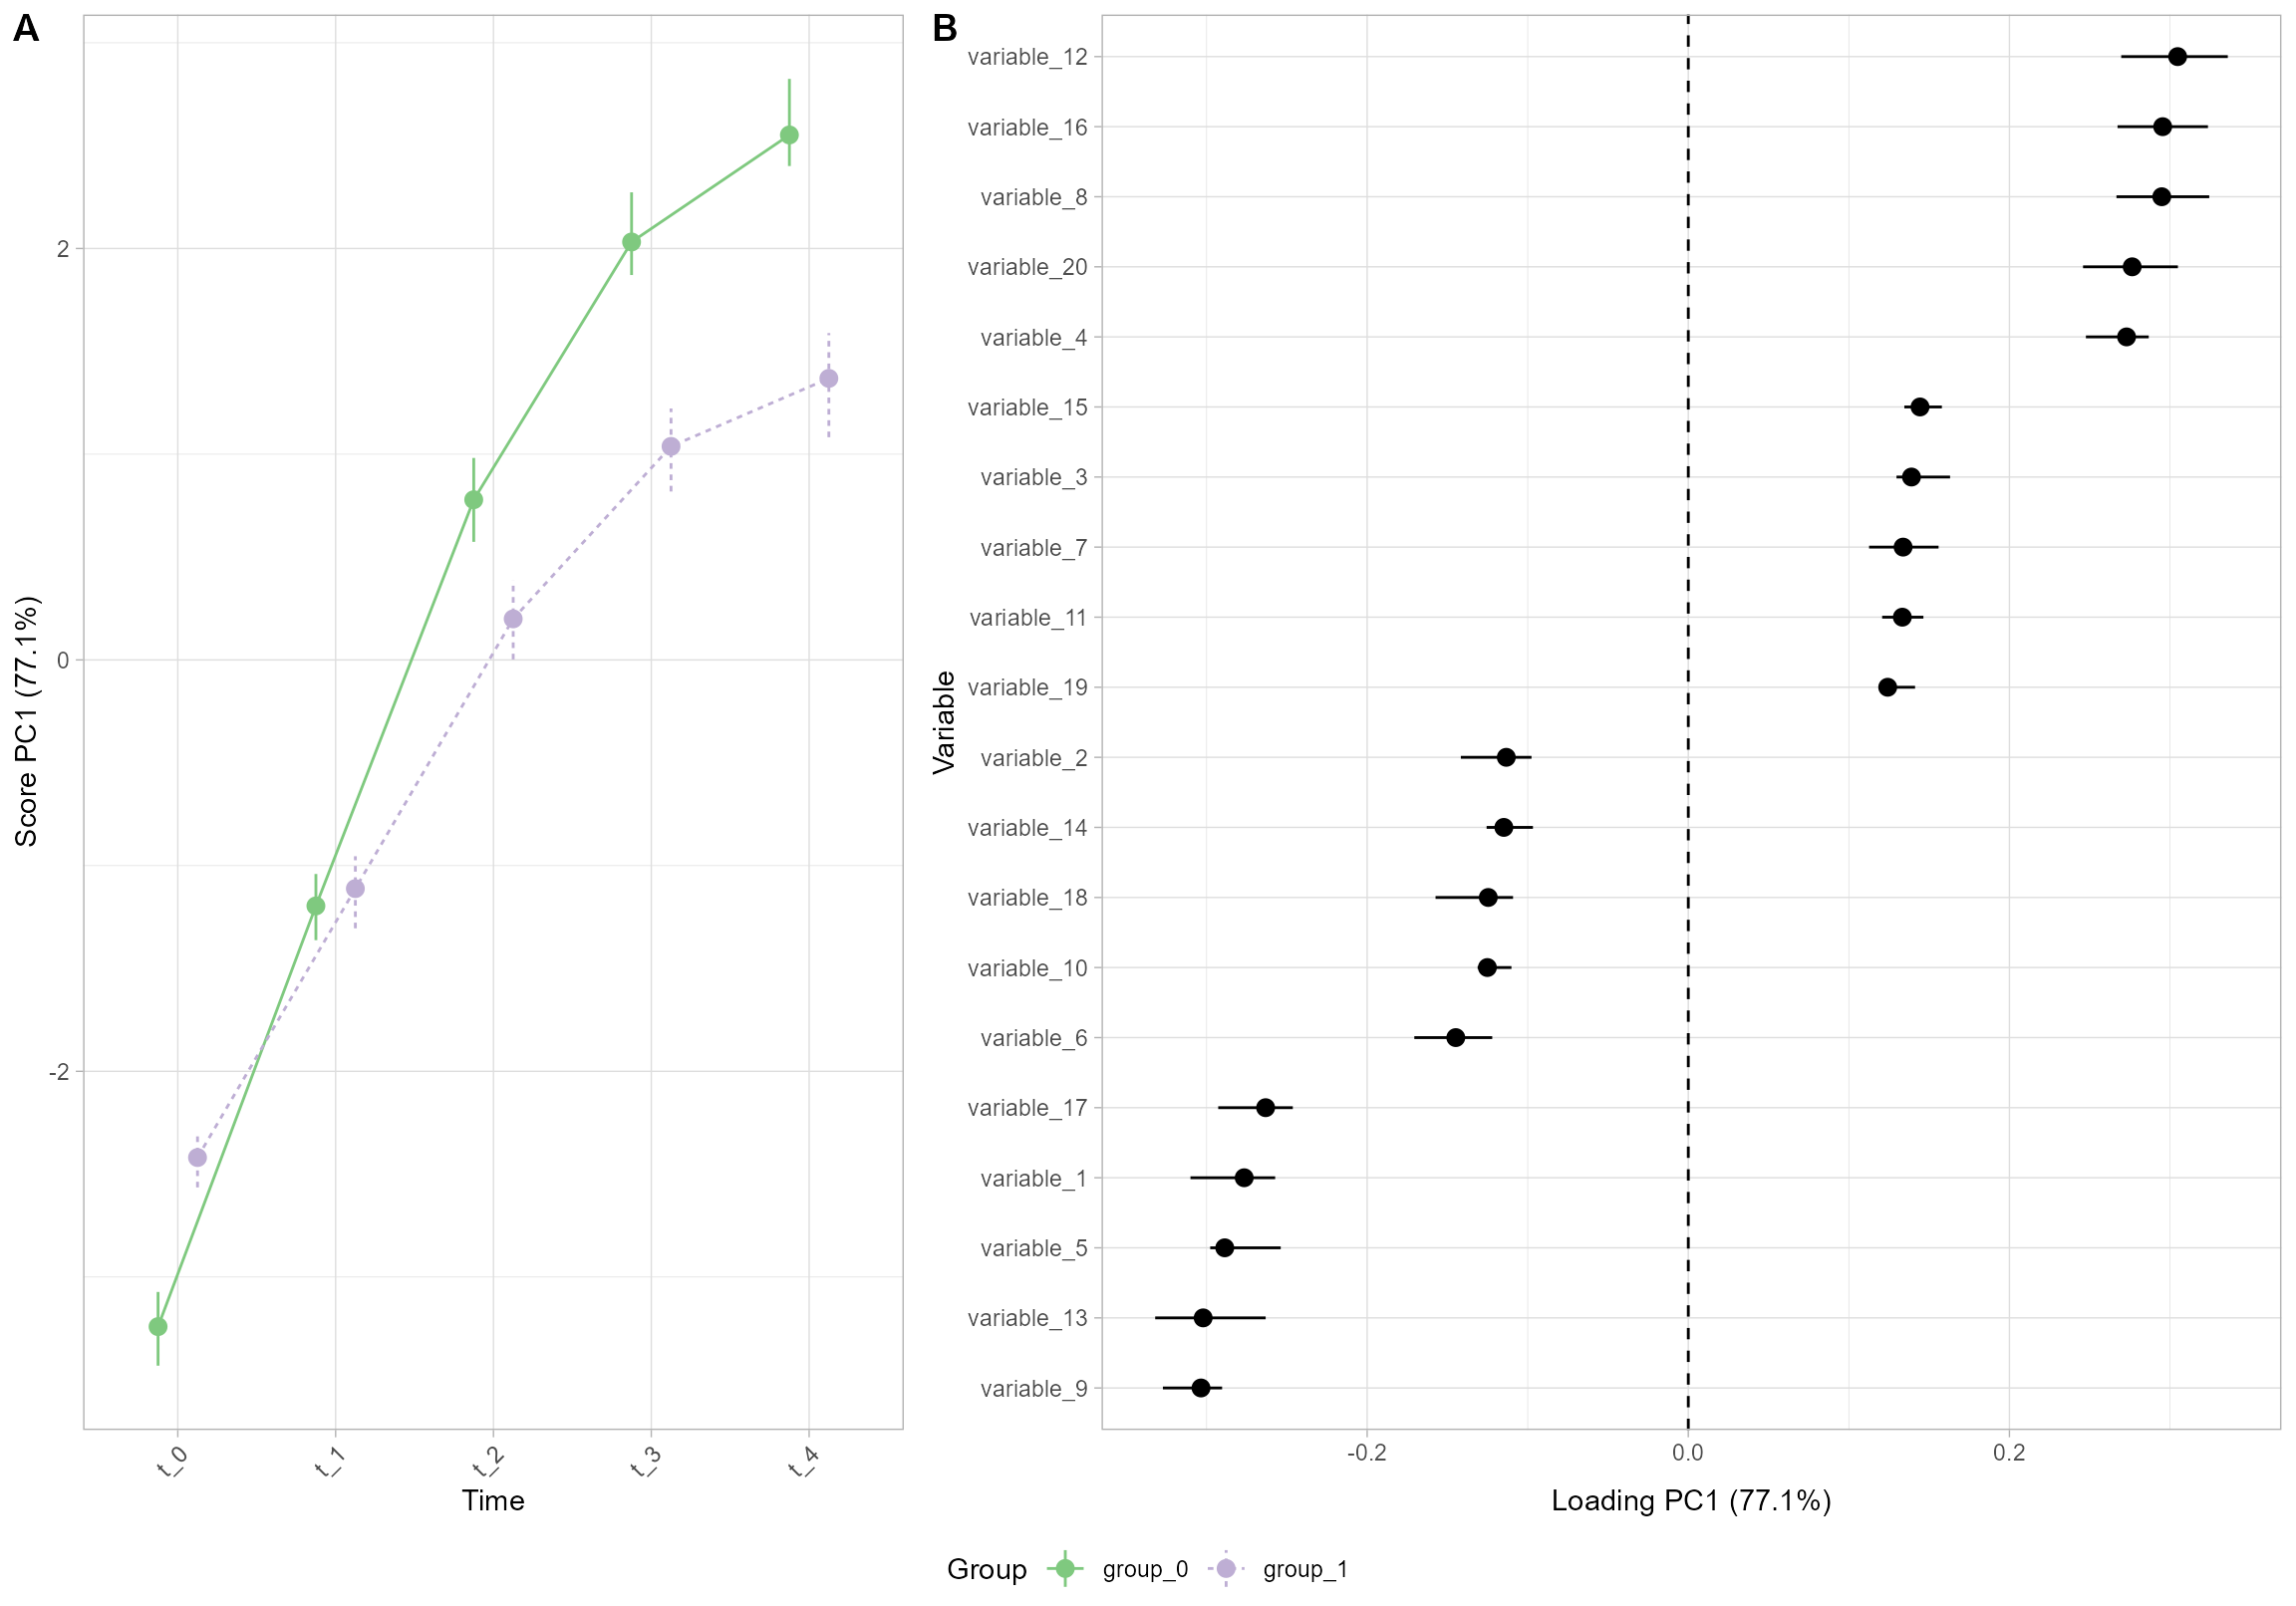 A
Score PC1 (77.1%)
2
0
-2
t_0
t_1
t_2
t_3
t_4
Time
B
Variable
variable_12
variable_16
variable_8
variable_20
variable_4
variable_15
variable_3
variable_7
variable_11
variable_19
variable_2
variable_14
variable_18
variable_10
variable_6
variable_17
variable_1
variable_5
variable_13
variable_9
-0.2
0.0
0.2
Loading PC1 (77.1%)
Group group_0 group_1